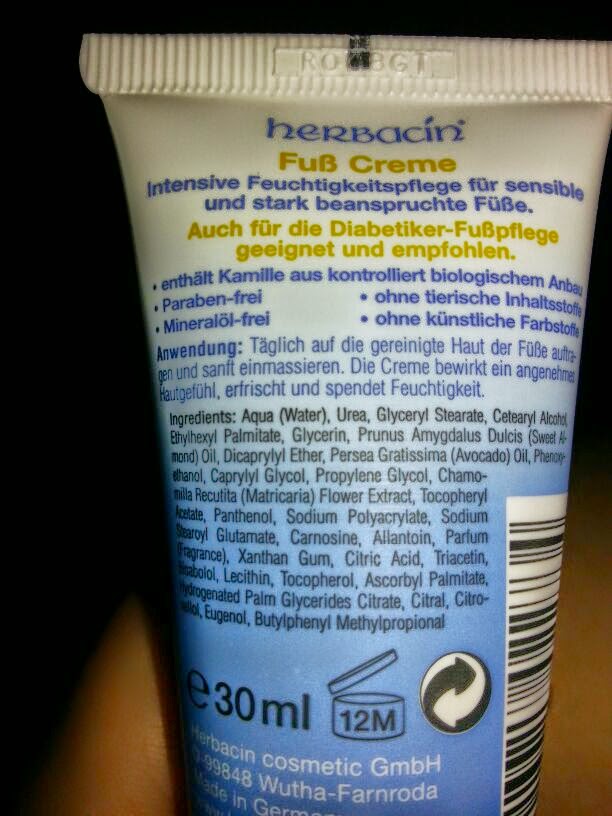 herbacin®
Fuß Creme
Intensive Feuchtigkeitspflege für sensible
und stark beanspruchte Füße.
Auch für die Diabetiker-Fußpflege
geeignet und empfohlen.
• enthält Kamille aus kontrolliert biologischem Anbau
• Paraben-frei • ohne tierische Inhaltsstoffe
• Mineralöl-frei • ohne künstliche Farbstoffe
Anwendung: Täglich auf die gereinigte Haut der Füße auftra-
gen und sanft einmassieren. Die Creme bewirkt ein angenehmes
Hautgefühl, erfrischt und spendet Feuchtigkeit.
Ingredients: Aqua (Water), Urea, Glyceryl Stearate, Cetearyl Alcohol,
Ethylhexyl Palmitate, Glycerin, Prunus Amygdalus Dulcis (Sweet Al-
mond) Oil, Dicaprylyl Ether, Persea Gratissima (Avocado) Oil, Phenoxy-
ethanol, Caprylyl Glycol, Propylene Glycol, Chamo-
milla Recutita (Matricaria) Flower Extract, Tocopheryl
Acetate, Panthenol, Sodium Polyacrylate, Sodium
Stearoyl Glutamate, Carnosine, Allantoin, Parfum
(Fragrance), Xanthan Gum, Citric Acid, Triacetin,
Bisabolol, Lecithin, Tocopherol, Ascorbyl Palmitate,
Hydrogenated Palm Glycerides Citrate, Citral, Citro-
nellol, Eugenol, Butylphenyl Methylpropional
e 30 ml 12M
Herbacin cosmetic GmbH
D-99848 Wutha-Farnroda
Made in Germany